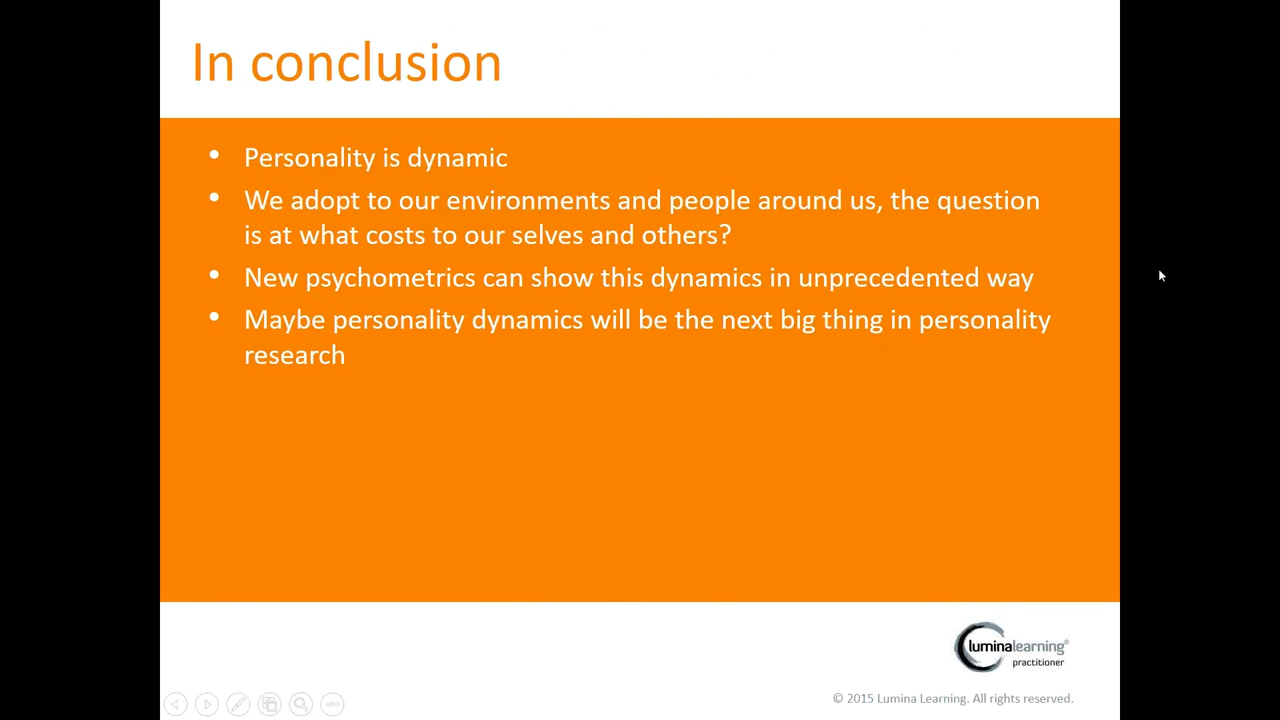 In conclusion
• Personality is dynamic
• We adopt to our environments and people around us, the question
is at what costs to our selves and others?
• New psychometrics can show this dynamics in unprecedented way
• Maybe personality dynamics will be the next big thing in personality
research
luminalearning®
practitioner
© 2015 Lumina Learning. All rights reserved.